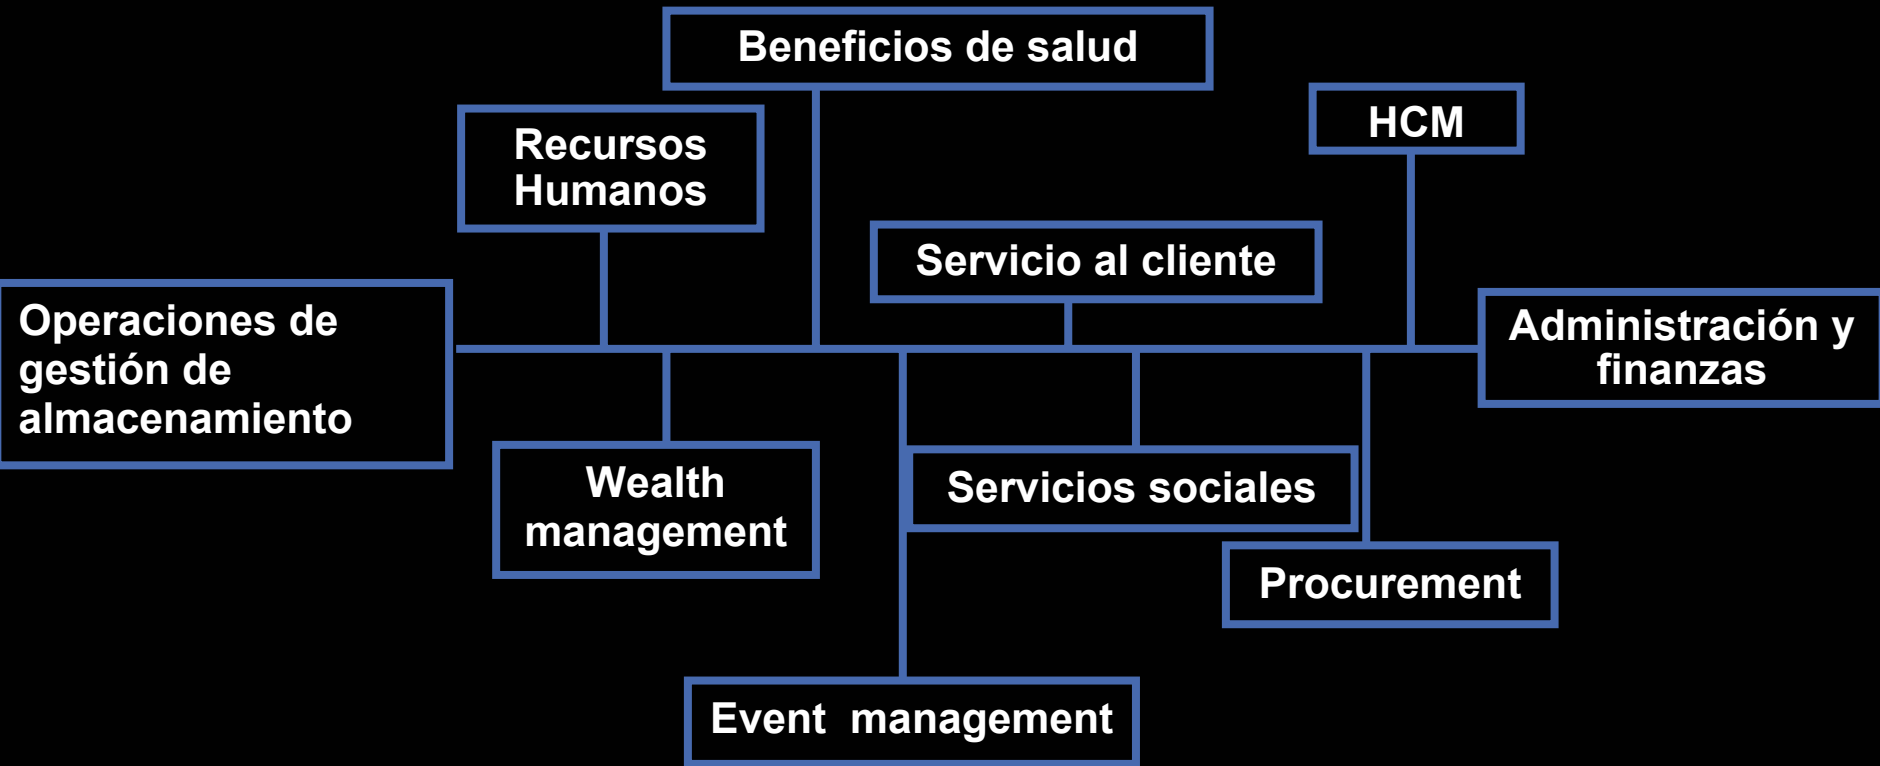 Beneficios de salud
HCM
Recursos
Humanos
Servicio al cliente
Operaciones de
gestión de
almacenamiento
Administración y
finanzas
Wealth
management
Servicios sociales
Procurement
Event  management